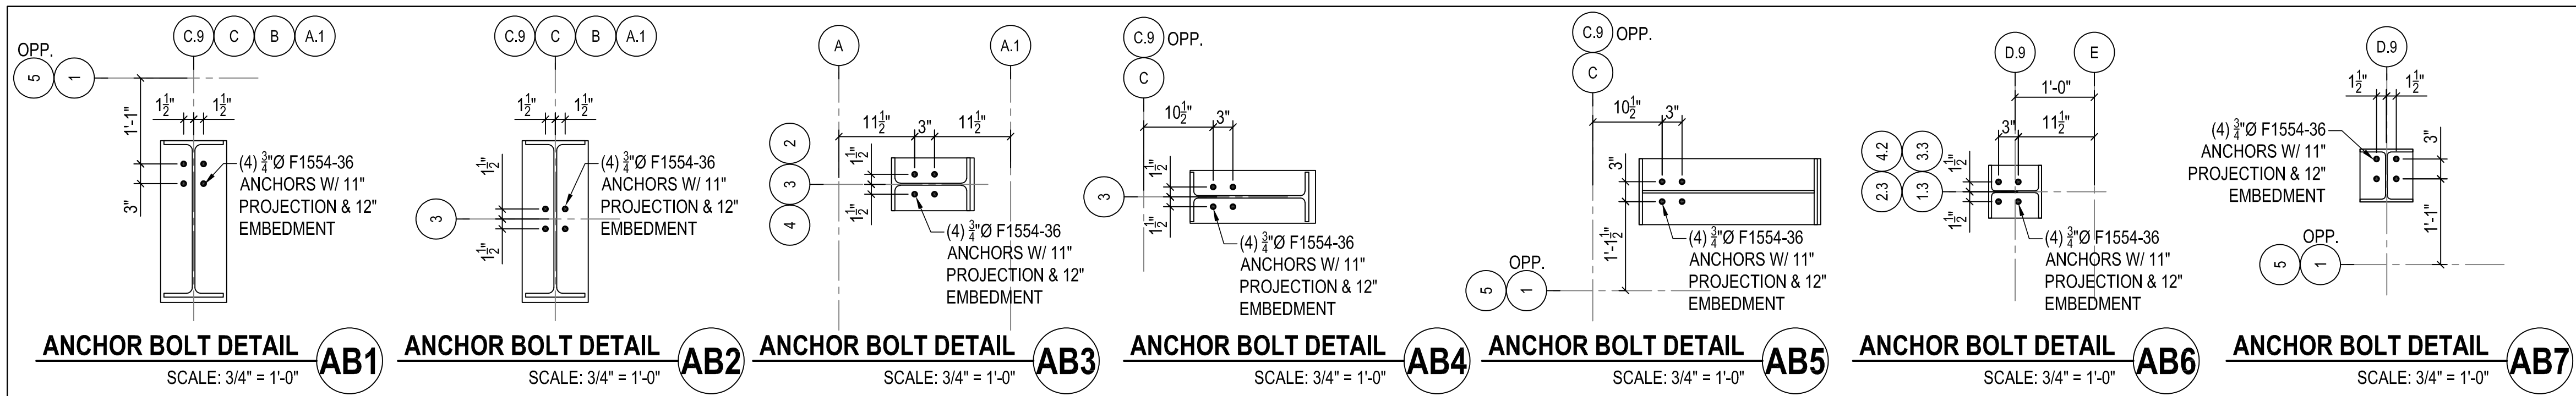 OPP.
5 1
C.9 C B A.1
1'-1"
1½" 1½"
3"
(4) ¾"Ø F1554-36
ANCHORS W/ 11"
PROJECTION & 12"
EMBEDMENT
ANCHOR BOLT DETAIL AB1
SCALE: 3/4" = 1'-0"
C.9 C B A.1
1½" 1½"
1½"
3
1½"
(4) ¾"Ø F1554-36
ANCHORS W/ 11"
PROJECTION & 12"
EMBEDMENT
ANCHOR BOLT DETAIL AB2
SCALE: 3/4" = 1'-0"
A A.1
11½" 3" 11½"
2
3
4
1½"
1½"
(4) ¾"Ø F1554-36
ANCHORS W/ 11"
PROJECTION & 12"
EMBEDMENT
ANCHOR BOLT DETAIL AB3
SCALE: 3/4" = 1'-0"
C.9 OPP.
C
10½" 3"
1½"
3
1½"
(4) ¾"Ø F1554-36
ANCHORS W/ 11"
PROJECTION & 12"
EMBEDMENT
ANCHOR BOLT DETAIL AB4
SCALE: 3/4" = 1'-0"
C.9 OPP.
C
10½" 3"
3"
1'-1½"
OPP.
5 1
(4) ¾"Ø F1554-36
ANCHORS W/ 11"
PROJECTION & 12"
EMBEDMENT
ANCHOR BOLT DETAIL AB5
SCALE: 3/4" = 1'-0"
D.9 E
1'-0"
3" 11½"
4.2 3.3
2.3 1.3
1½"
1½"
(4) ¾"Ø F1554-36
ANCHORS W/ 11"
PROJECTION & 12"
EMBEDMENT
ANCHOR BOLT DETAIL AB6
SCALE: 3/4" = 1'-0"
D.9
1½" 1½"
(4) ¾"Ø F1554-36
ANCHORS W/ 11"
PROJECTION & 12"
EMBEDMENT
3"
1'-1"
OPP.
5 1
ANCHOR BOLT DETAIL AB7
SCALE: 3/4" = 1'-0"